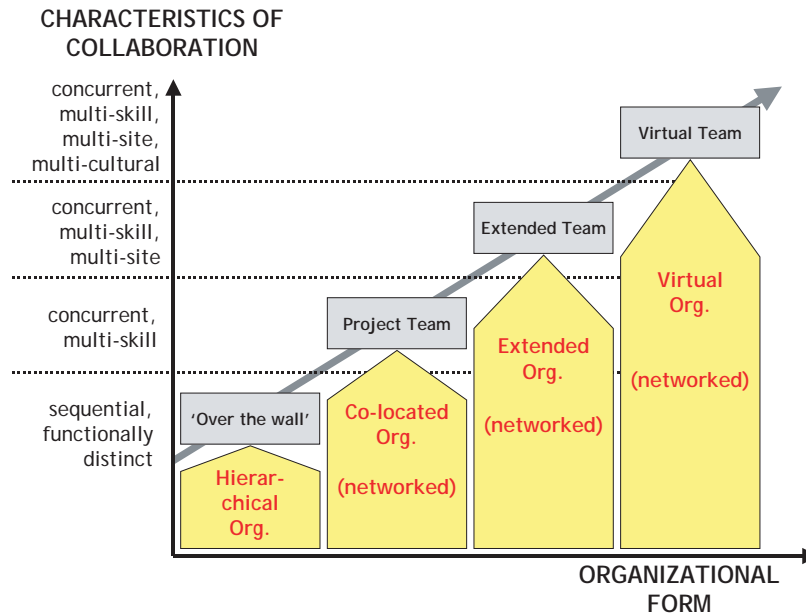 CHARACTERISTICS OF
COLLABORATION
concurrent,
multi-skill,
multi-site,
multi-cultural
concurrent,
multi-skill,
multi-site
concurrent,
multi-skill
sequential,
functionally
distinct
'Over the wall'
Project Team
Extended Team
Virtual Team
Hierar-
chical
Org.
Co-located
Org.
(networked)
Extended
Org.
(networked)
Virtual
Org.
(networked)
ORGANIZATIONAL
FORM